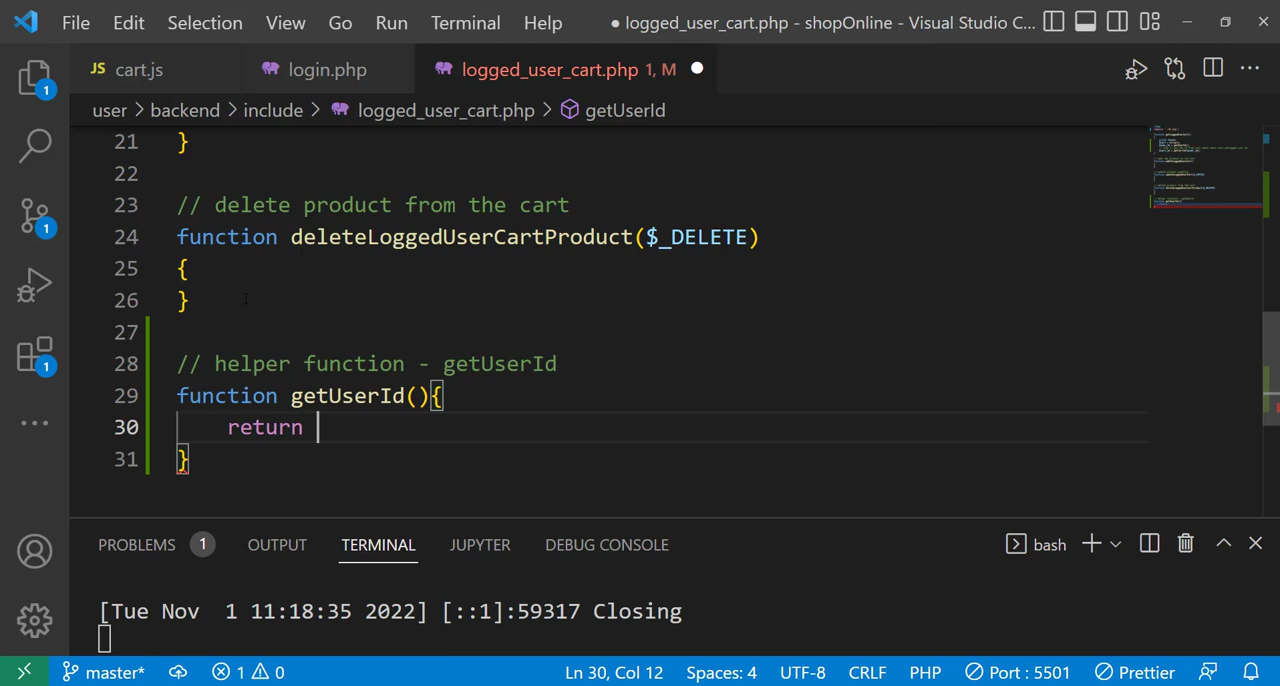 File Edit Selection View Go Run Terminal Help ● logged_user_cart.php - shopOnline - Visual Studio C...
JS cart.js login.php logged_user_cart.php 1, M
user > backend > include > logged_user_cart.php > getUserId
21 }
22
23 // delete product from the cart
24 function deleteLoggedUserCartProduct($_DELETE)
25 {
26 }
27
28 // helper function - getUserId
29 function getUserId(){
30 return
31 }
1
1
1
PROBLEMS 1 OUTPUT TERMINAL JUPYTER DEBUG CONSOLE bash
[Tue Nov  1 11:18:35 2022] [::1]:59317 Closing
master* 1 0 Ln 30, Col 12 Spaces: 4 UTF-8 CRLF PHP Port : 5501 Prettier